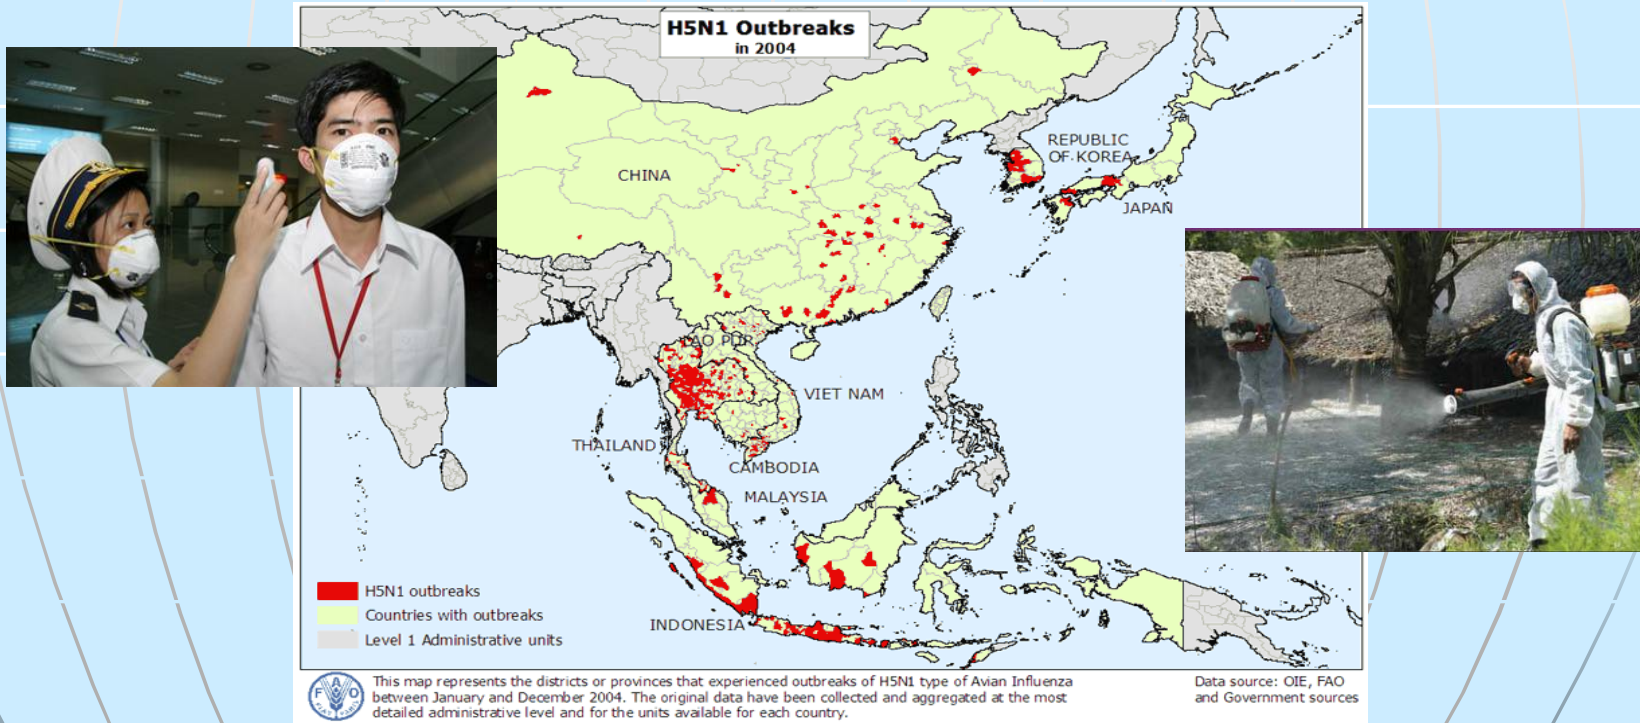 H5N1 Outbreaks
in 2004
REPUBLIC
OF KOREA
CHINA
JAPAN
LAO PDR
VIET NAM
THAILAND
CAMBODIA
MALAYSIA
INDONESIA
H5N1 outbreaks
Countries with outbreaks
Level 1 Administrative units
F A O
FIAT PANIS
This map represents the districts or provinces that experienced outbreaks of H5N1 type of Avian Influenza
between January and December 2004. The original data have been collected and aggregated at the most
detailed administrative level and for the units available for each country.
Data source: OIE, FAO
and Government sources